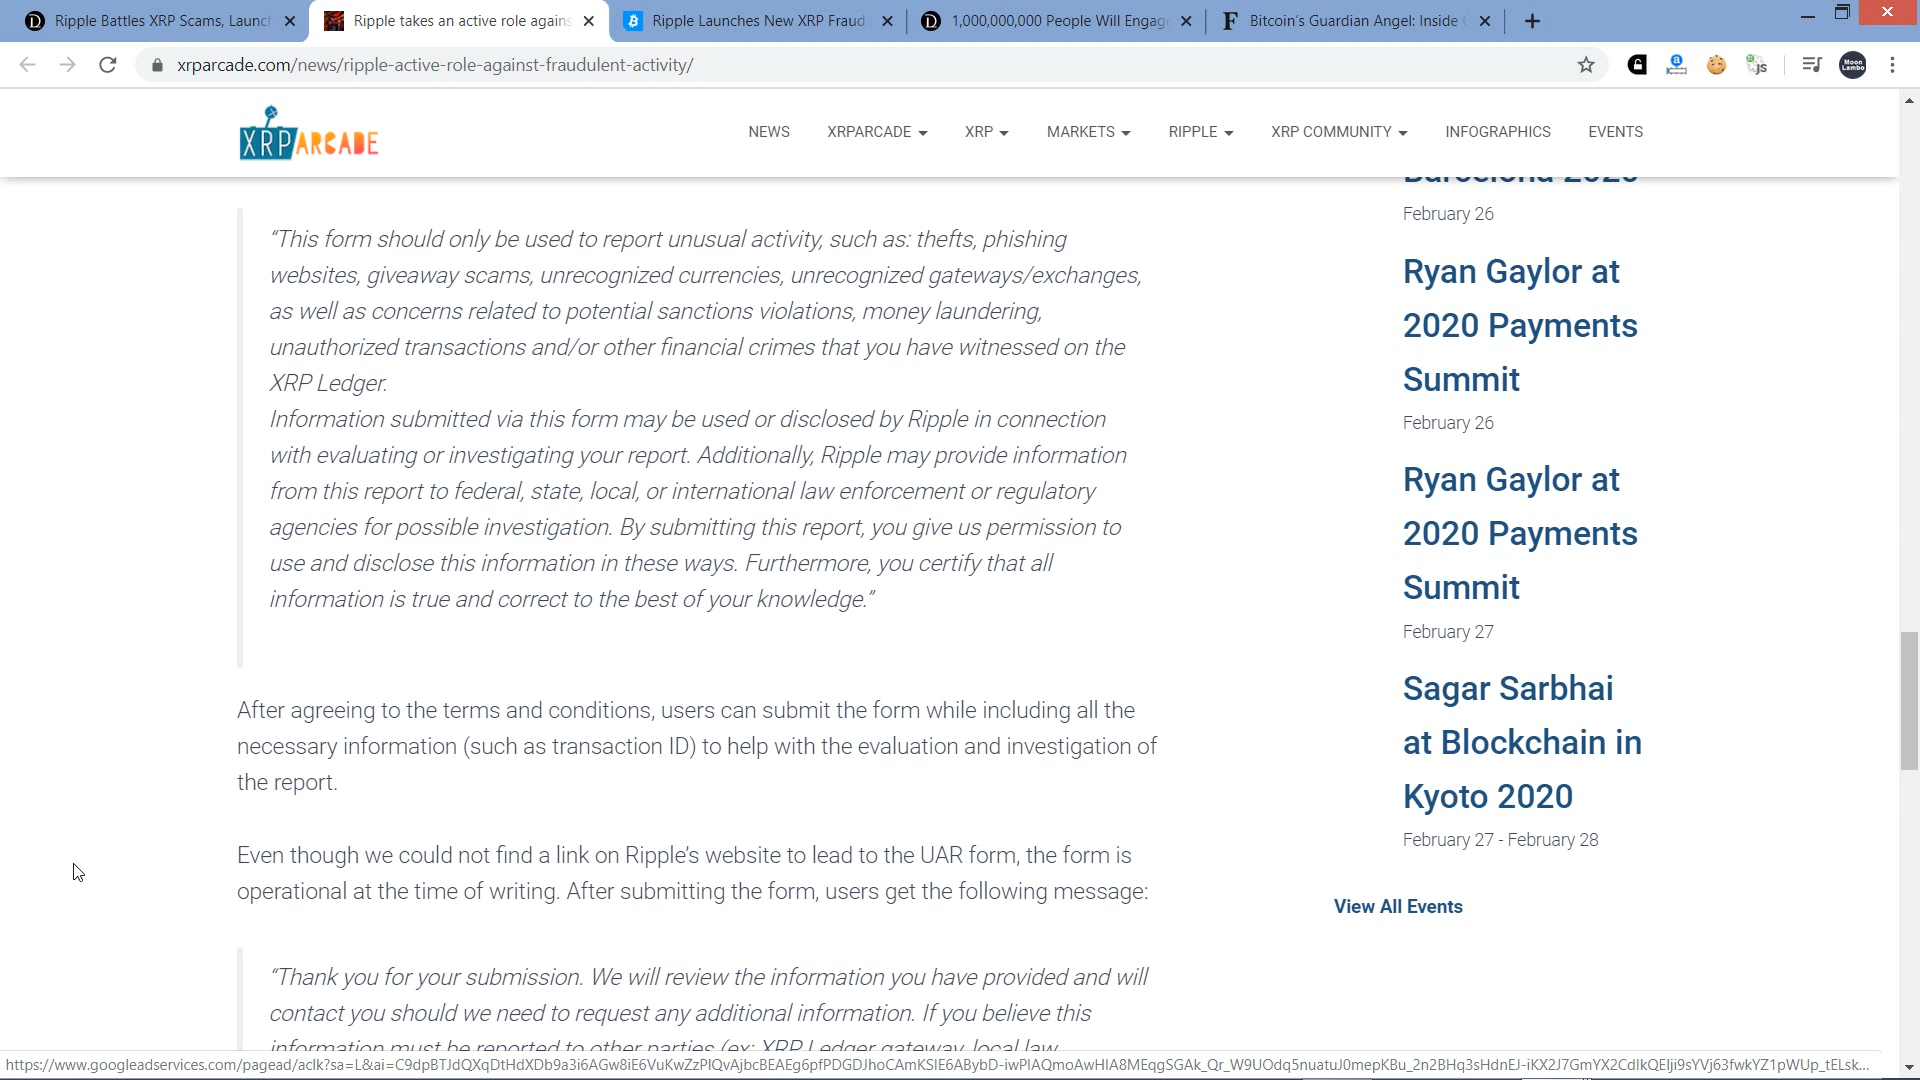 Ripple Battles XRP Scams, Launch
Ripple takes an active role agains
Ripple Launches New XRP Fraud
1,000,000,000 People Will Engage
Bitcoin's Guardian Angel: Inside
xrparcade.com/news/ripple-active-role-against-fraudulent-activity/
XRPARCADE
NEWS XRPARCADE XRP MARKETS RIPPLE XRP COMMUNITY INFOGRAPHICS EVENTS
“This form should only be used to report unusual activity, such as: thefts, phishing
websites, giveaway scams, unrecognized currencies, unrecognized gateways/exchanges,
as well as concerns related to potential sanctions violations, money laundering,
unauthorized transactions and/or other financial crimes that you have witnessed on the
XRP Ledger.
Information submitted via this form may be used or disclosed by Ripple in connection
with evaluating or investigating your report. Additionally, Ripple may provide information
from this report to federal, state, local, or international law enforcement or regulatory
agencies for possible investigation. By submitting this report, you give us permission to
use and disclose this information in these ways. Furthermore, you certify that all
information is true and correct to the best of your knowledge.”
After agreeing to the terms and conditions, users can submit the form while including all the
necessary information (such as transaction ID) to help with the evaluation and investigation of
the report.
Even though we could not find a link on Ripple’s website to lead to the UAR form, the form is
operational at the time of writing. After submitting the form, users get the following message:
“Thank you for your submission. We will review the information you have provided and will
contact you should we need to request any additional information. If you believe this
information must be reported to other parties (ex: XRP Ledger gateway, local law
Barcelona 2020
February 26
Ryan Gaylor at
2020 Payments
Summit
February 26
Ryan Gaylor at
2020 Payments
Summit
February 27
Sagar Sarbhai
at Blockchain in
Kyoto 2020
February 27 - February 28
View All Events